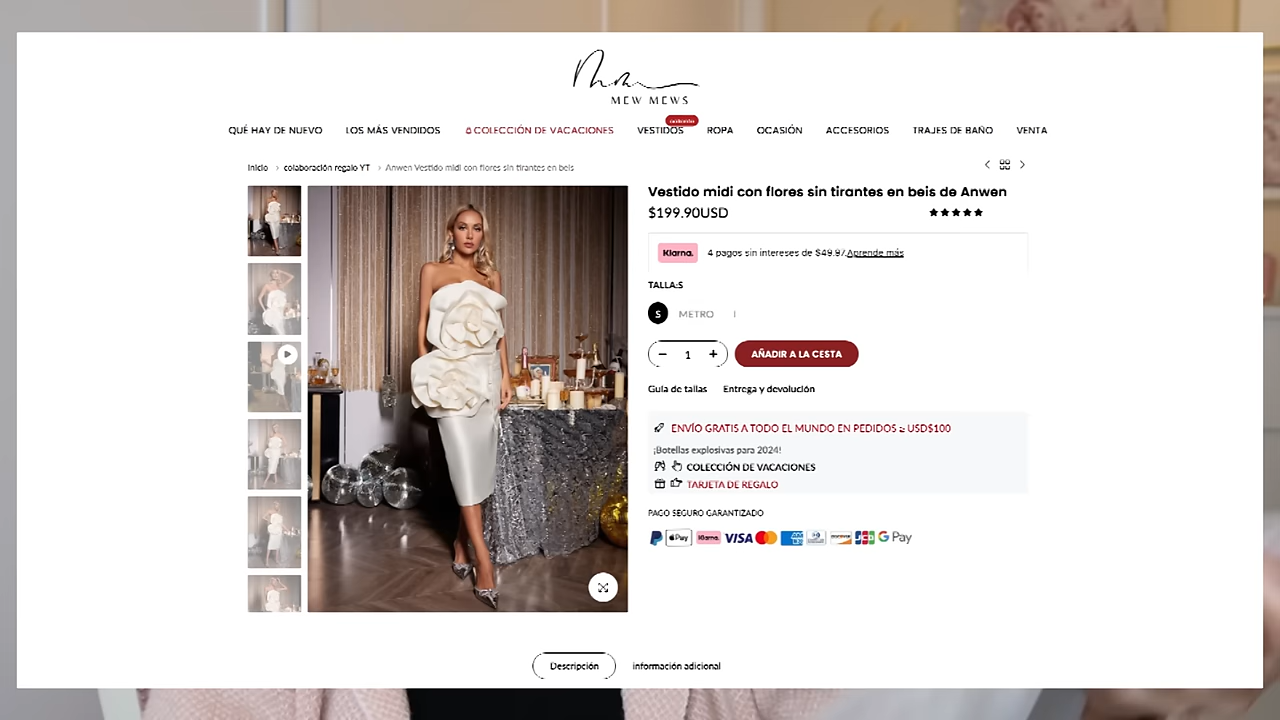 MEW MEWS
QUÉ HAY DE NUEVO LOS MÁS VENDIDOS COLECCIÓN DE VACACIONES VESTIDOS ROPA OCASIÓN ACCESORIOS TRAJES DE BAÑO VENTA
Inicio > colaboración regalo YT > Anwen Vestido midi con flores sin tirantes en beis
Vestido midi con flores sin tirantes en beis de Anwen
$199.90USD
Klarna. 4 pagos sin intereses de $49.97. Aprende más
TALLA:S
S METRO
− 1 + AÑADIR A LA CESTA
Guía de tallas Entrega y devolución
ENVÍO GRATIS A TODO EL MUNDO EN PEDIDOS ≥ USD$100
¡Botellas explosivas para 2024!
COLECCIÓN DE VACACIONES
TARJETA DE REGALO
PAGO SEGURO GARANTIZADO
Pay Klarna. VISA DISCOVER JCB G Pay
Descripción información adicional